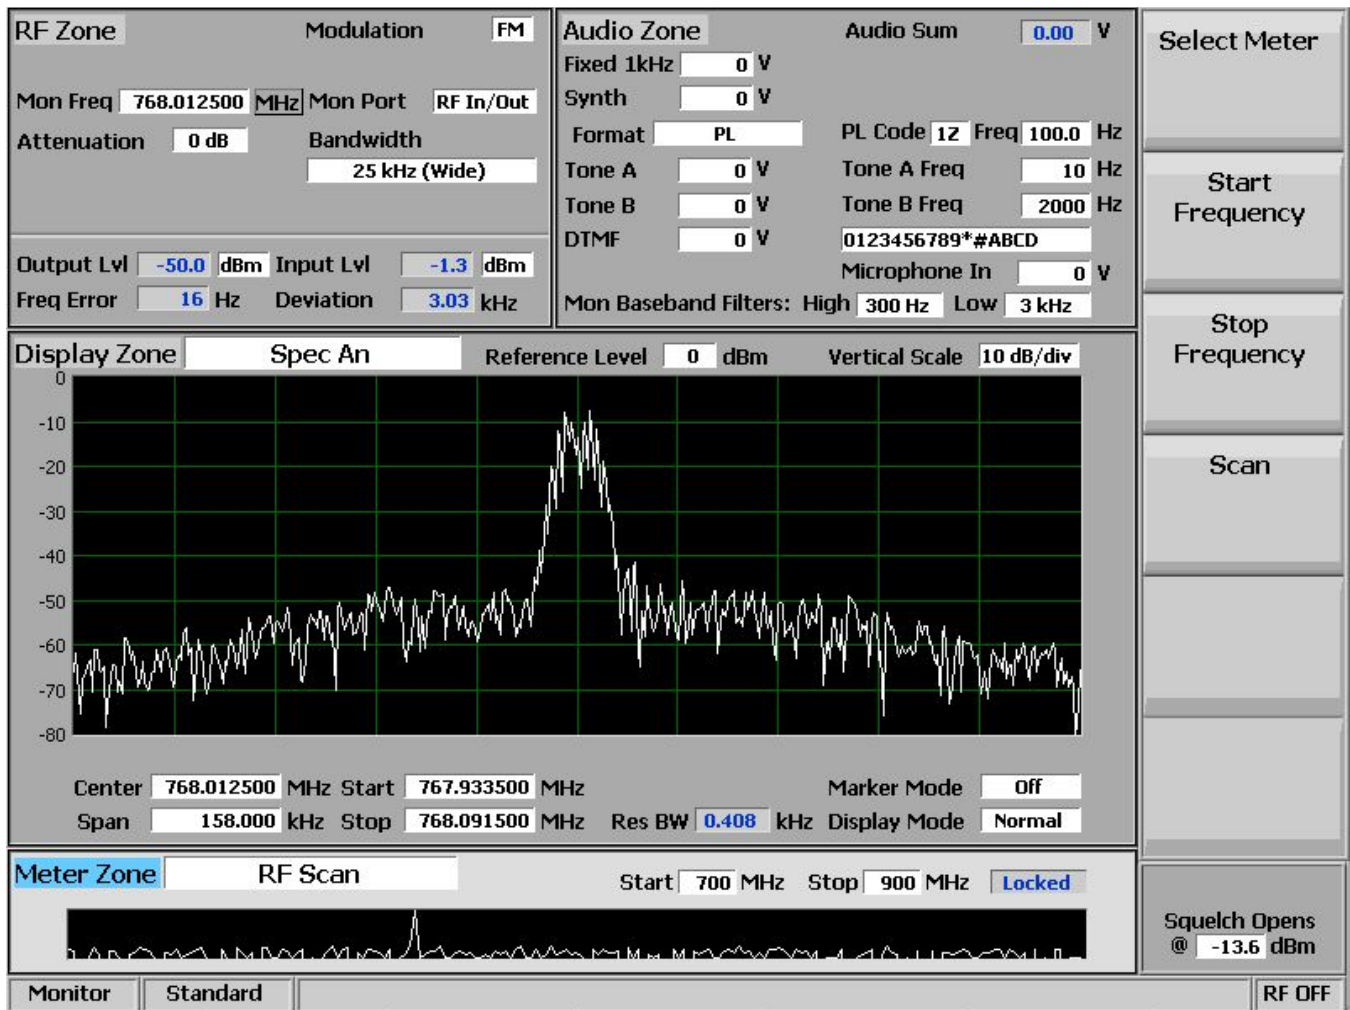 RF Zone Modulation FM
Mon Freq 768.012500 MHz Mon Port RF In/Out
Attenuation 0 dB Bandwidth
25 kHz (Wide)
Output Lvl -50.0 dBm Input Lvl -1.3 dBm
Freq Error 16 Hz Deviation 3.03 kHz
Audio Zone Audio Sum 0.00 V
Fixed 1kHz 0 V
Synth 0 V
Format PL PL Code 1Z Freq 100.0 Hz
Tone A 0 V Tone A Freq 10 Hz
Tone B 0 V Tone B Freq 2000 Hz
DTMF 0 V 0123456789*#ABCD
Microphone In 0 V
Mon Baseband Filters: High 300 Hz Low 3 kHz
Select Meter
Start
Frequency
Stop
Frequency
Scan
Display Zone Spec An Reference Level 0 dBm Vertical Scale 10 dB/div
0
-10
-20
-30
-40
-50
-60
-70
-80
Center 768.012500 MHz Start 767.933500 MHz Marker Mode Off
Span 158.000 kHz Stop 768.091500 MHz Res BW 0.408 kHz Display Mode Normal
Meter Zone RF Scan Start 700 MHz Stop 900 MHz Locked
Squelch Opens
@ -13.6 dBm
Monitor Standard RF OFF